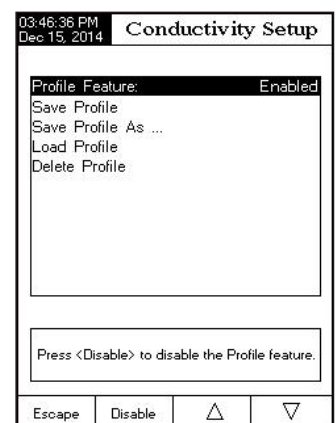 03:46:36 PM
Dec 15, 2014
Conductivity Setup
Profile Feature: Enabled
Save Profile
Save Profile As ...
Load Profile
Delete Profile
Press <Disable> to disable the Profile feature.
Escape Disable △ ▽